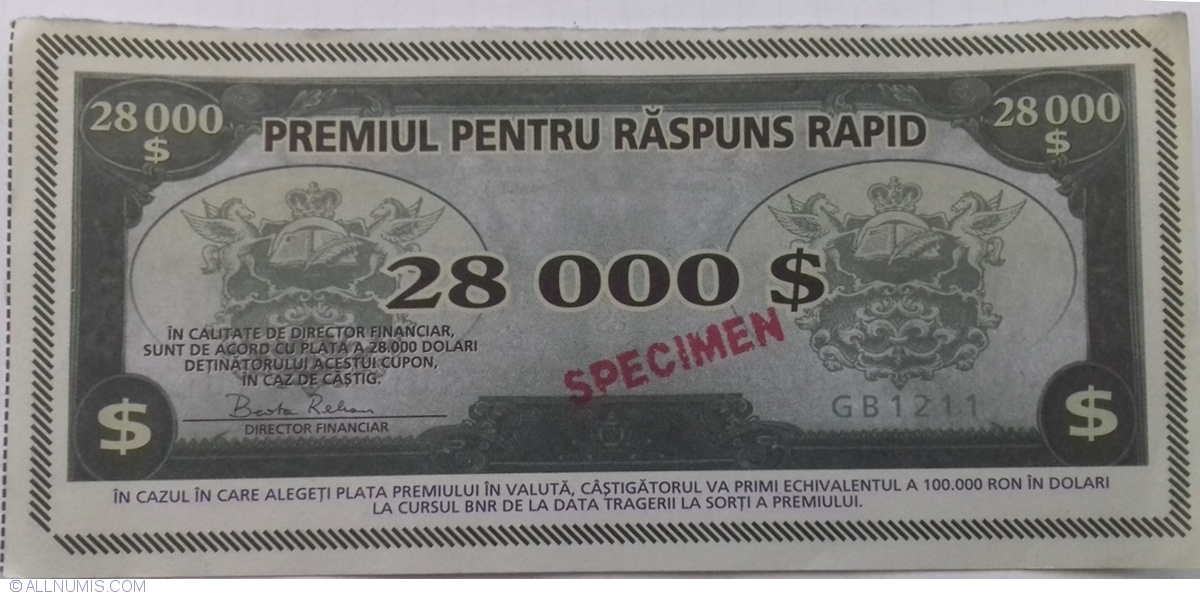 28 000
$
PREMIUL PENTRU RĂSPUNS RAPID
28 000
$
28 000 $
ÎN CALITATE DE DIRECTOR FINANCIAR,
SUNT DE ACORD CU PLATA A 28.000 DOLARI
DEȚINĂTORULUI ACESTUI CUPON,
ÎN CAZ DE CÂȘTIG.
SPECIMEN
GB1211
DIRECTOR FINANCIAR
$
$
ÎN CAZUL ÎN CARE ALEGEȚI PLATA PREMIULUI ÎN VALUTĂ, CÂȘTIGĂTORUL VA PRIMI ECHIVALENTUL A 100.000 RON ÎN DOLARI
LA CURSUL BNR DE LA DATA TRAGERII LA SORȚI A PREMIULUI.
© ALLNUMIS.COM